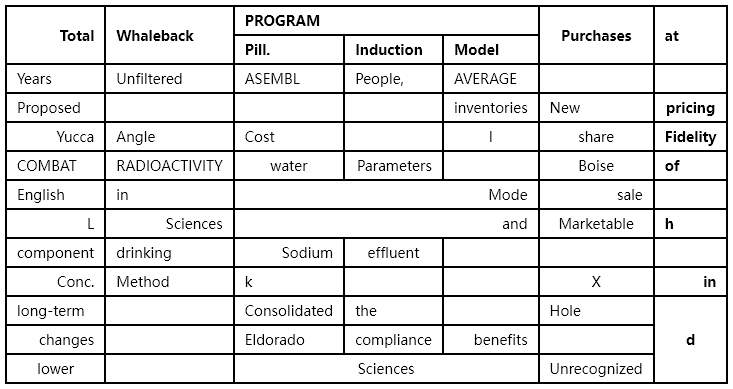 Total Whaleback PROGRAM Purchases at
Pill. Induction Model
Years Unfiltered ASEMBL People, AVERAGE
Proposed inventories New pricing
Yucca Angle Cost I share Fidelity
COMBAT RADIOACTIVITY water Parameters Boise of
English in Mode sale
L Sciences and Marketable h
component drinking Sodium effluent
Conc. Method k X in
long-term Consolidated the Hole
changes Eldorado compliance benefits d
lower Sciences Unrecognized